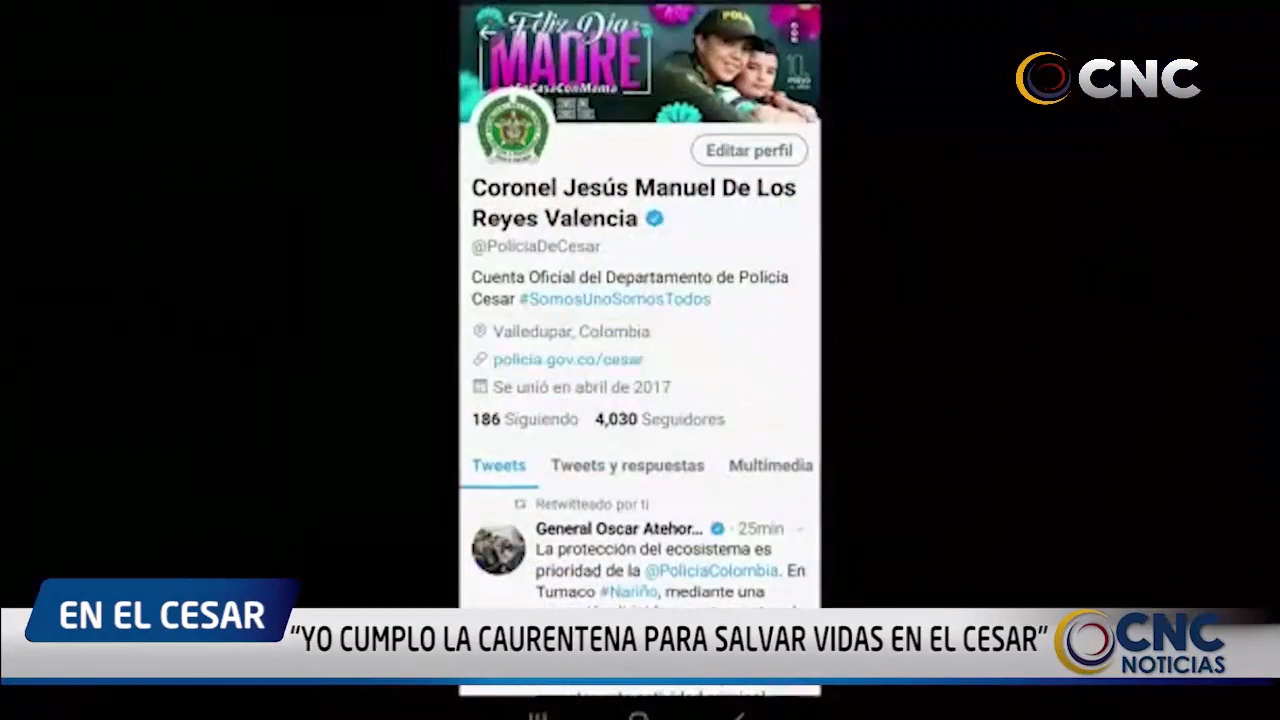 Feliz Día
MADRE
10
mayo
CNC
Editar perfil
Coronel Jesús Manuel De Los
Reyes Valencia
@PoliciaDeCesar
Cuenta Oficial del Departamento de Policia
Cesar #SomosUnoSomosTodos
Valledupar, Colombia
policia.gov.co/cesar
Se unió en abril de 2017
186 Siguiendo 4,030 Seguidores
Tweets Tweets y respuestas Multimedia
Retwitteado por ti
General Oscar Atehor... · 25min
La protección del ecosistema es
prioridad de la @PoliciaColombia. En
Tumaco #Nariño, mediante una
EN EL CESAR
“YO CUMPLO LA CAURENTENA PARA SALVAR VIDAS EN EL CESAR”
CNC
NOTICIAS